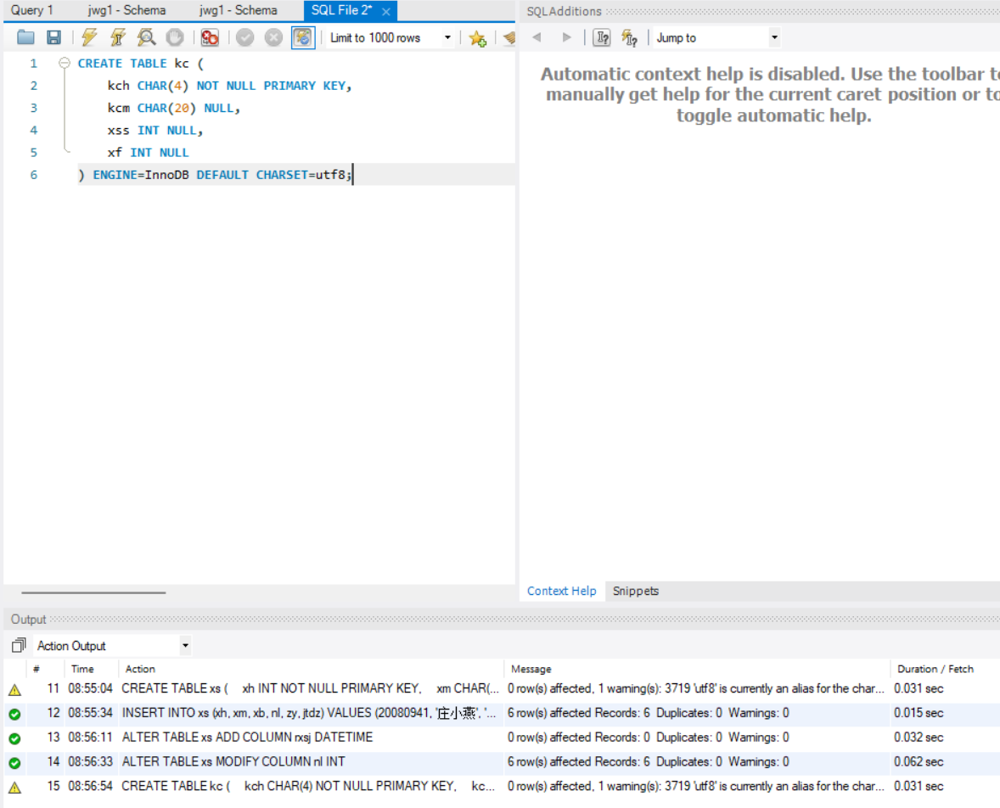 Query 1 jwg1 - Schema jwg1 - Schema SQL File 2*
Limit to 1000 rows
1 CREATE TABLE kc (
2 kch CHAR(4) NOT NULL PRIMARY KEY,
3 kcm CHAR(20) NULL,
4 xss INT NULL,
5 xf INT NULL
6 ) ENGINE=InnoDB DEFAULT CHARSET=utf8;
SQLAdditions
Jump to
Automatic context help is disabled. Use the toolbar to
manually get help for the current caret position or to
toggle automatic help.
Context Help Snippets
Output
Action Output
# Time Action Message Duration / Fetch
11 08:55:04 CREATE TABLE xs ( xh INT NOT NULL PRIMARY KEY, xm CHAR(... 0 row(s) affected, 1 warning(s): 3719 'utf8' is currently an alias for the char... 0.031 sec
12 08:55:34 INSERT INTO xs (xh, xm, xb, nl, zy, jtdz) VALUES (20080941, '庄小燕', '... 6 row(s) affected Records: 6 Duplicates: 0 Warnings: 0 0.015 sec
13 08:56:11 ALTER TABLE xs ADD COLUMN rxsj DATETIME 0 row(s) affected Records: 0 Duplicates: 0 Warnings: 0 0.032 sec
14 08:56:33 ALTER TABLE xs MODIFY COLUMN nl INT 6 row(s) affected Records: 6 Duplicates: 0 Warnings: 0 0.062 sec
15 08:56:54 CREATE TABLE kc ( kch CHAR(4) NOT NULL PRIMARY KEY, kc... 0 row(s) affected, 1 warning(s): 3719 'utf8' is currently an alias for the char... 0.031 sec